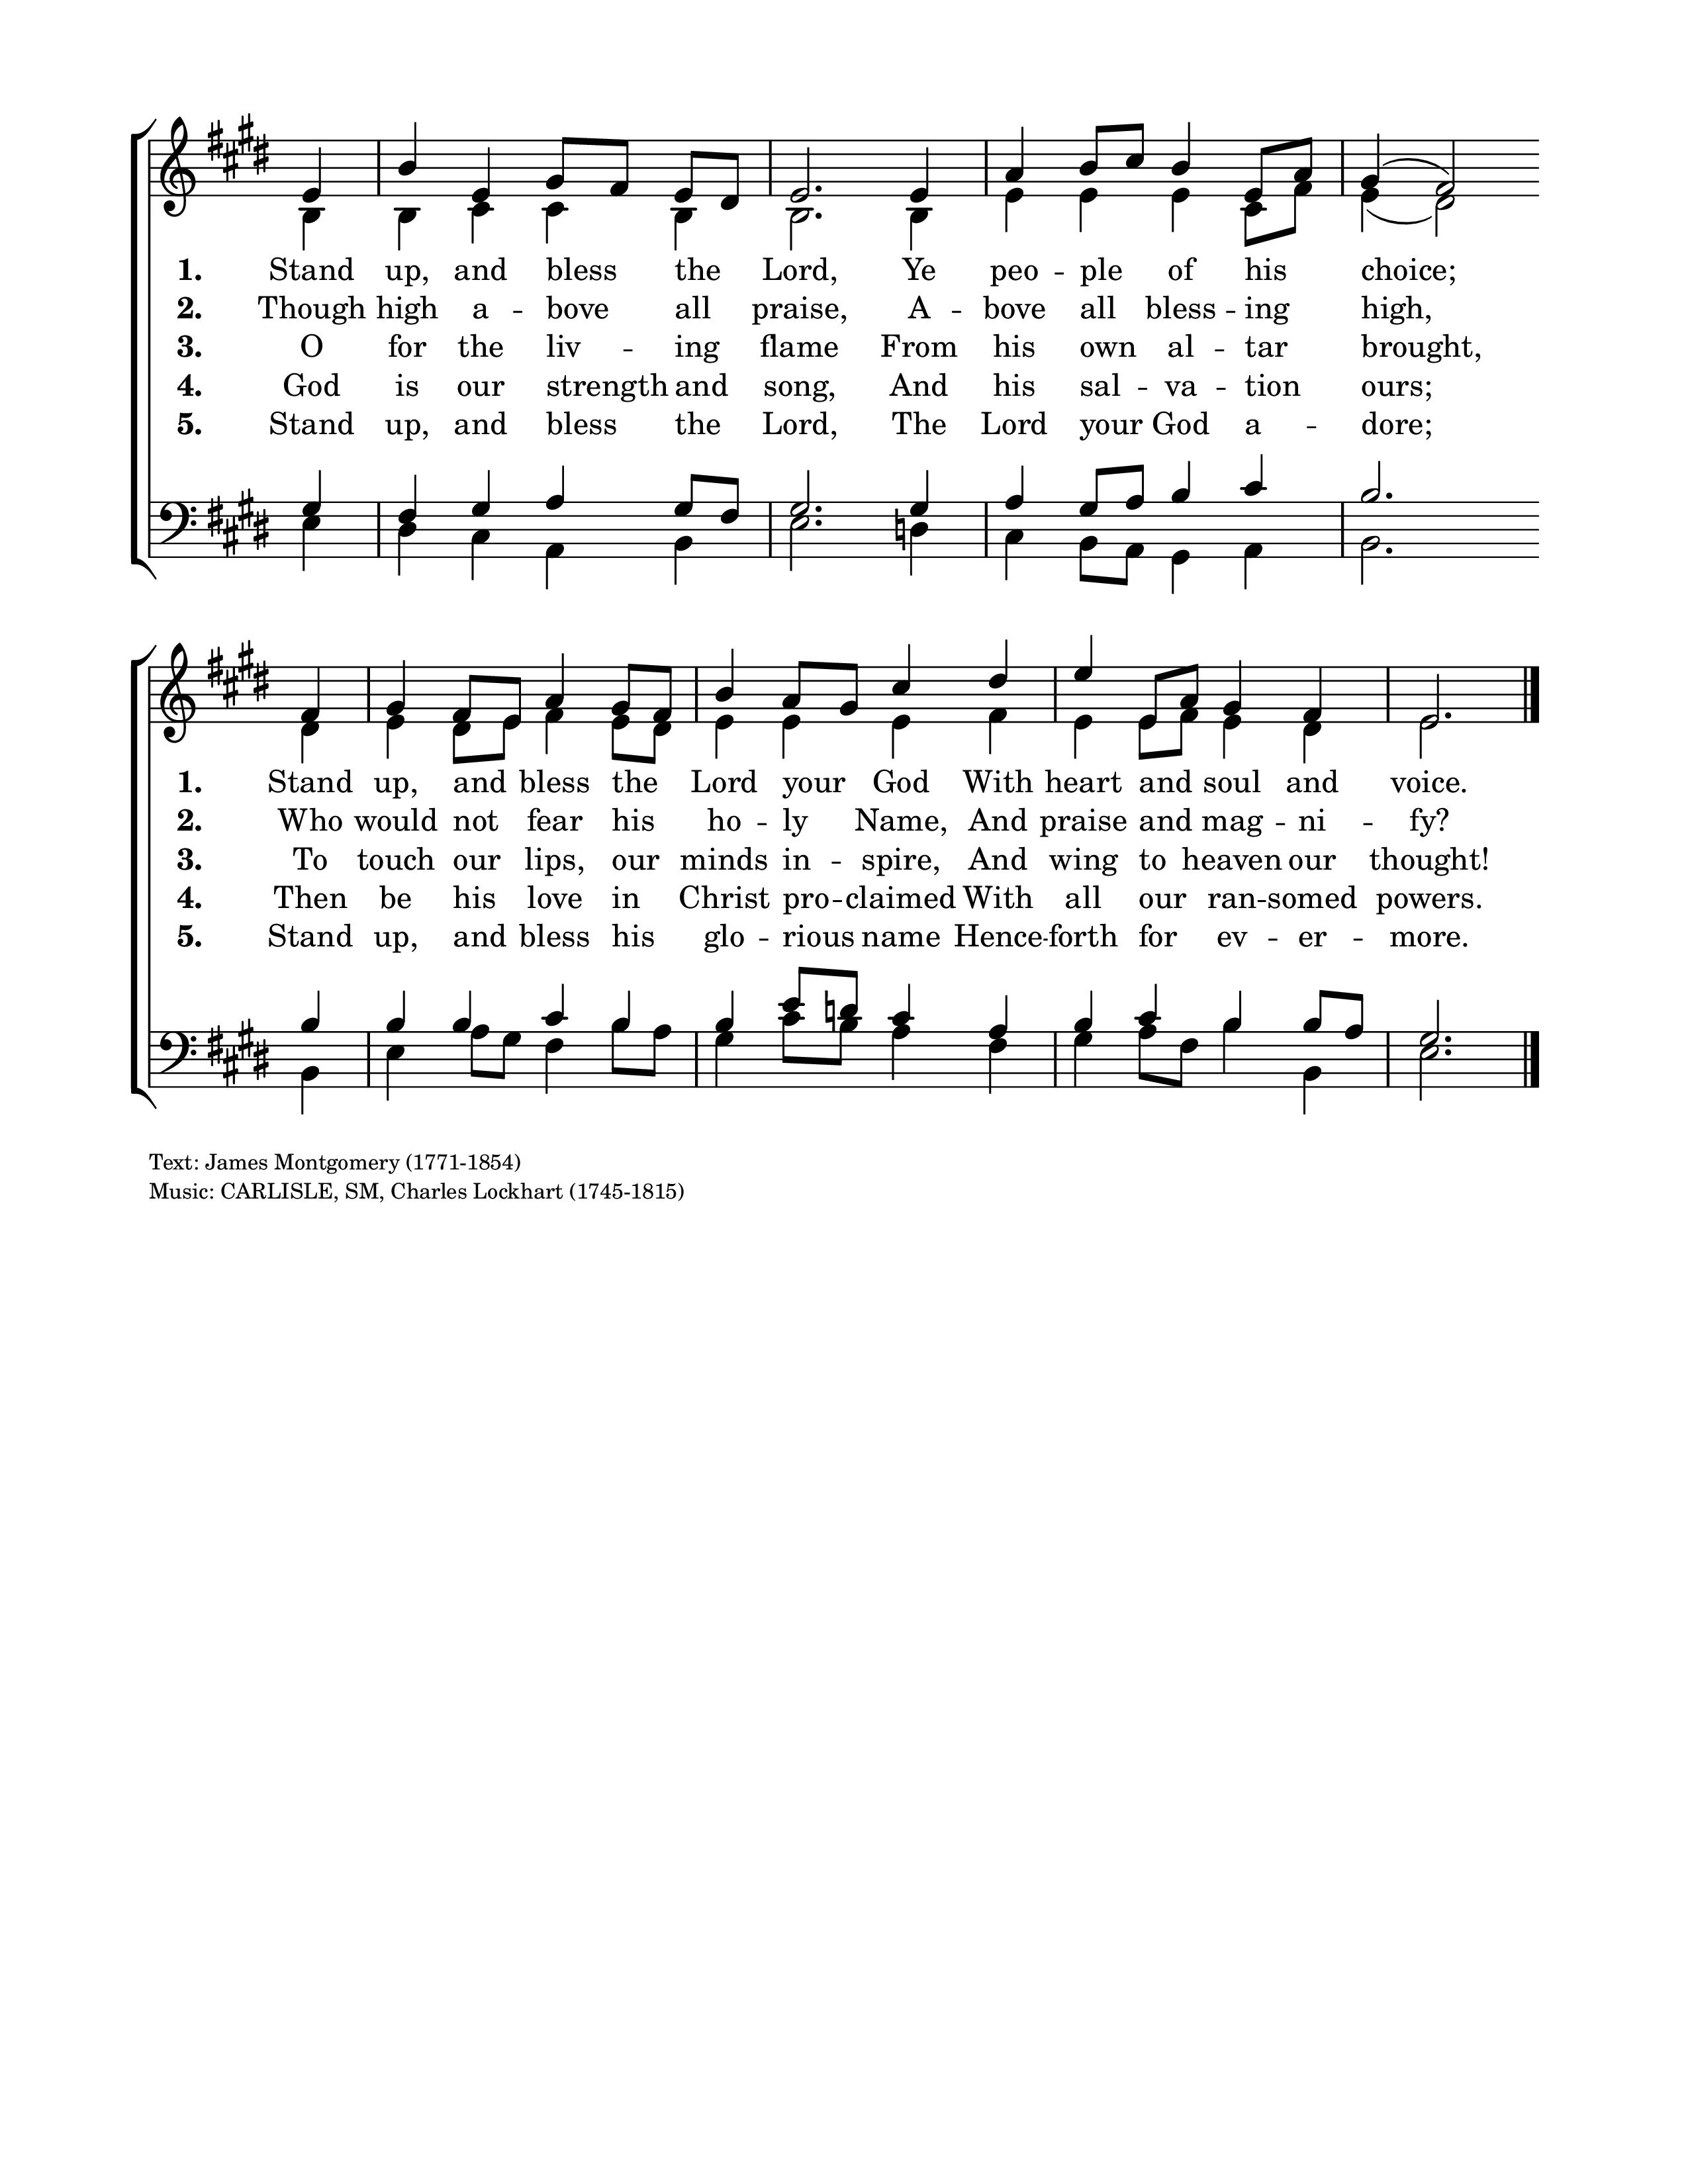 1. Stand up, and bless the Lord, Ye peo -- ple of his choice;
2. Though high a -- bove all praise, A -- bove all bless -- ing high,
3. O for the liv -- ing flame From his own al -- tar brought,
4. God is our strength and song, And his sal -- va -- tion ours;
5. Stand up, and bless the Lord, The Lord your God a -- dore;
1. Stand up, and bless the Lord your God With heart and soul and voice.
2. Who would not fear his ho -- ly Name, And praise and mag -- ni -- fy?
3. To touch our lips, our minds in -- spire, And wing to heaven our thought!
4. Then be his love in Christ pro -- claimed With all our ran -- somed powers.
5. Stand up, and bless his glo -- rious name Hence -- forth for ev -- er -- more.
Text: James Montgomery (1771-1854)
Music: CARLISLE, SM, Charles Lockhart (1745-1815)